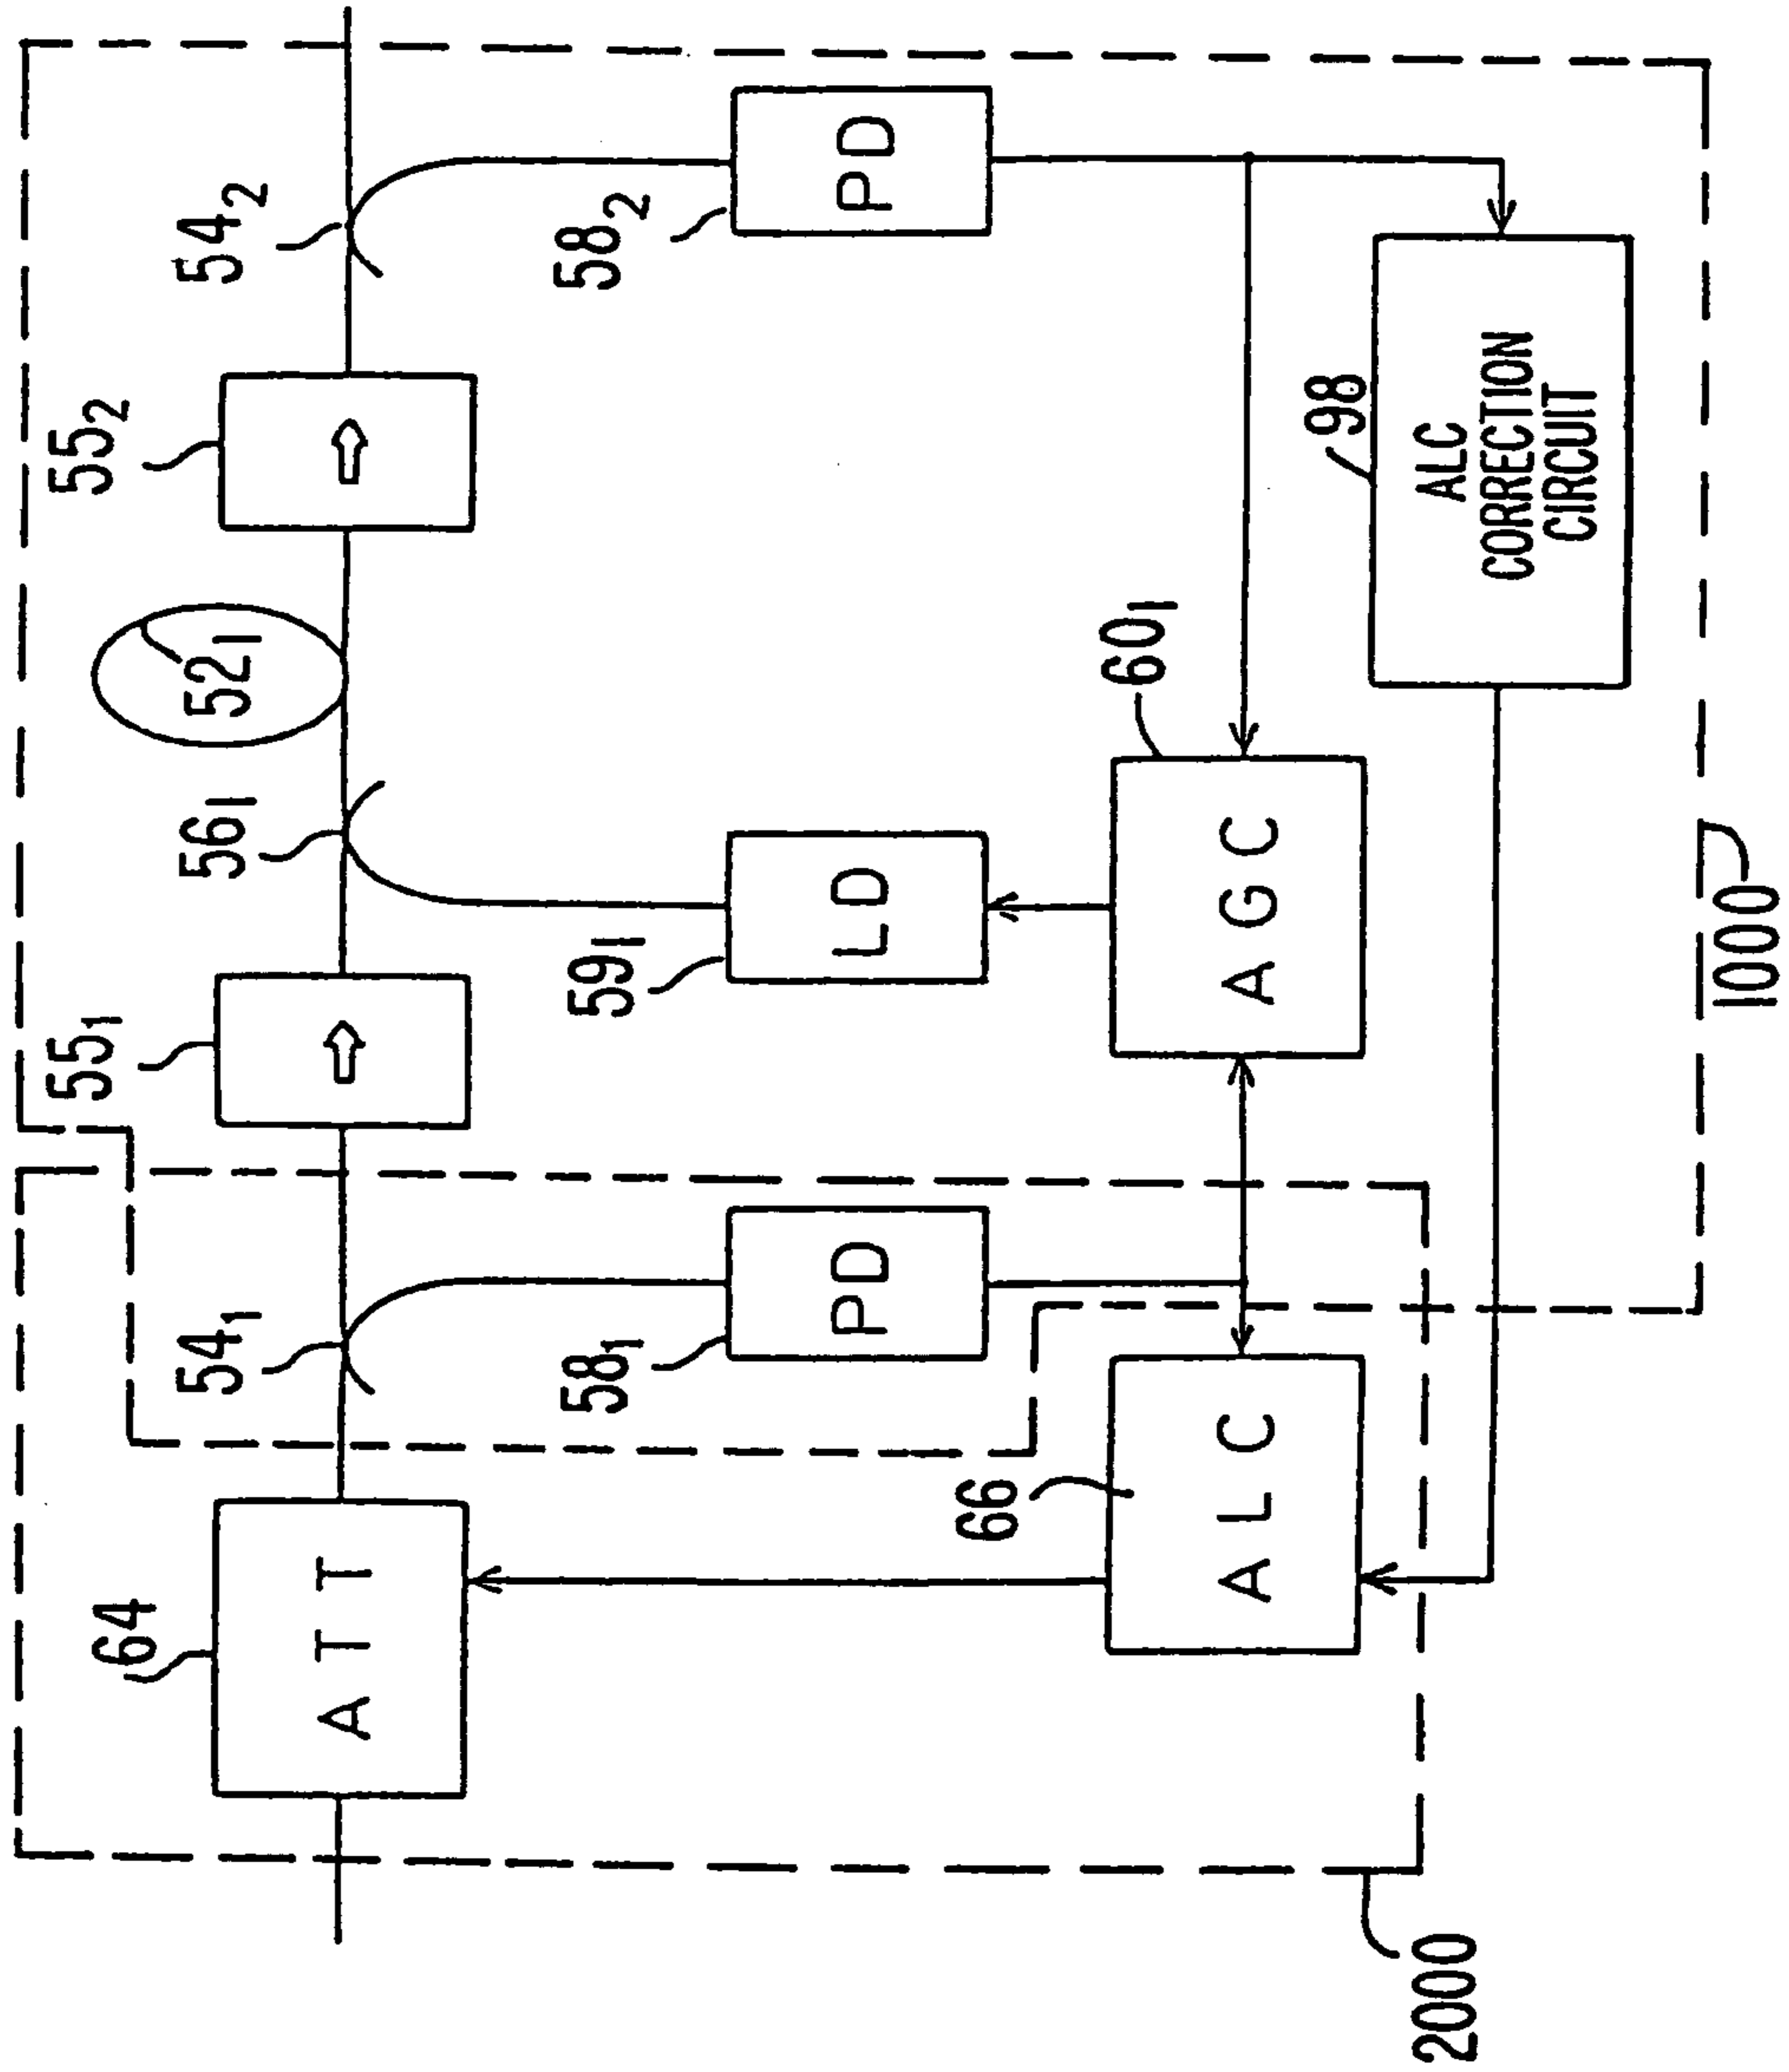 64
54₁
55₁
56₁
52₁
55₂
54₂
ATT
58₁
PD
59₁
LD
58₂
PD
66
ALC
60₁
AGC
98
ALC
CORRECTION
CIRCUIT
2000
1000